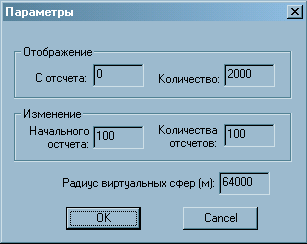 Параметры
Отображение
С отсчета: 0 Количество: 2000
Изменение
Начального остчета: 100
Количества отсчетов: 100
Радиус виртуальных сфер (м): 64000
OK Cancel